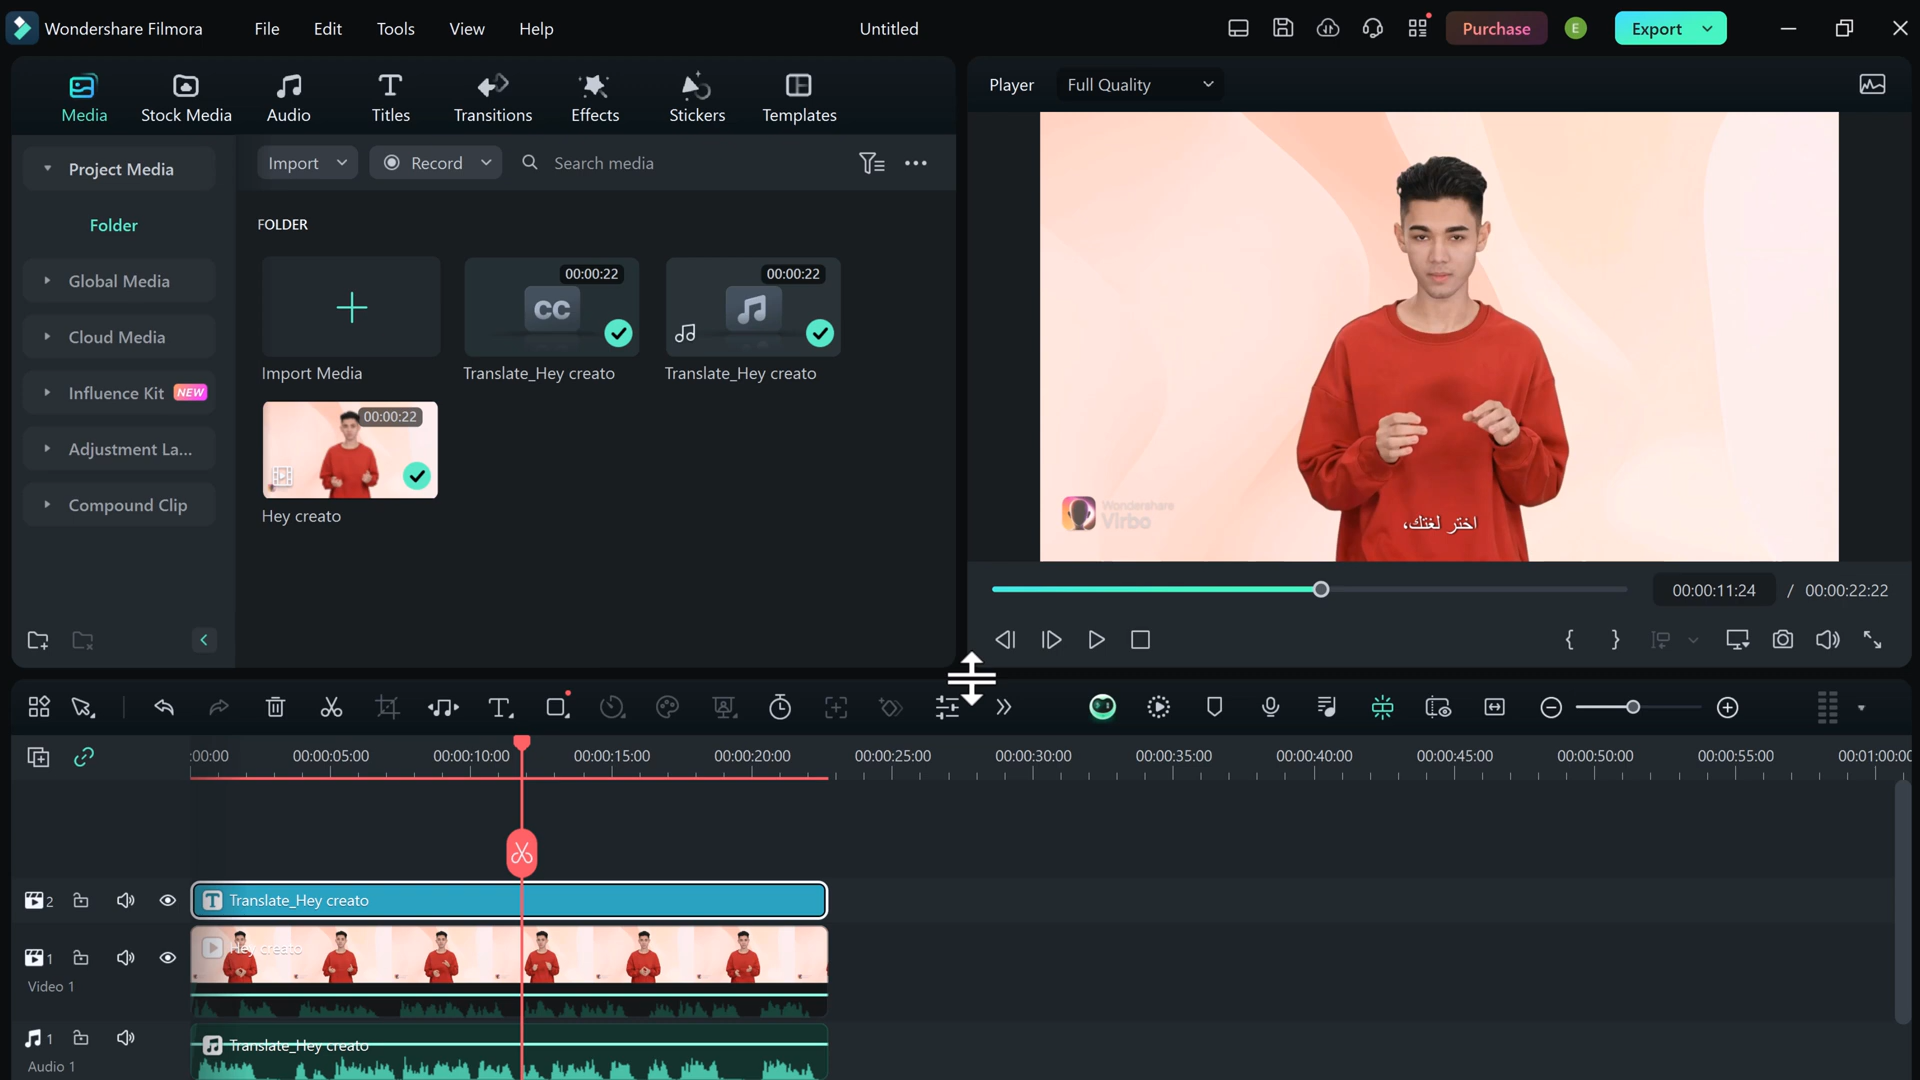 Wondershare Filmora
File
Edit
Tools
View
Help
Untitled
Purchase
E
Export
Media
Stock Media
Audio
Titles
Transitions
Effects
Stickers
Templates
Player
Full Quality
Project Media
Import
Record
Search media
Folder
FOLDER
Global Media
Cloud Media
Influence Kit NEW
Adjustment La...
Compound Clip
00:00:22
CC
00:00:22
Import Media
Translate_Hey creato
Translate_Hey creato
00:00:22
Hey creato
Wondershare
Virbo
اختر لغتك،
00:00:11:24 / 00:00:22:22
:00:00
00:00:05:00
00:00:10:00
00:00:15:00
00:00:20:00
00:00:25:00
00:00:30:00
00:00:35:00
00:00:40:00
00:00:45:00
00:00:50:00
00:00:55:00
00:01:00:00
2
T Translate_Hey creato
1
Hey creato
Video 1
1
Translate_Hey creato
Audio 1